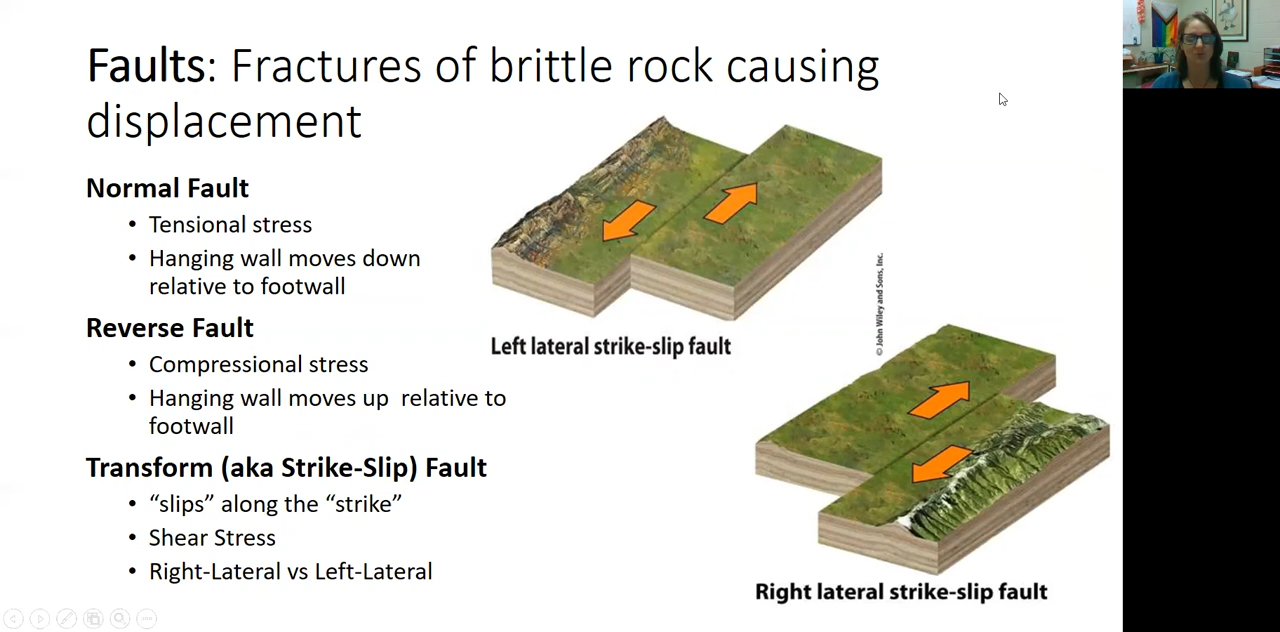 Faults: Fractures of brittle rock causing
displacement
Normal Fault
• Tensional stress
• Hanging wall moves down
relative to footwall
Reverse Fault
• Compressional stress
• Hanging wall moves up  relative to
footwall
Transform (aka Strike-Slip) Fault
• “slips” along the “strike”
• Shear Stress
• Right-Lateral vs Left-Lateral
Left lateral strike-slip fault
© John Wiley and Sons, Inc.
Right lateral strike-slip fault